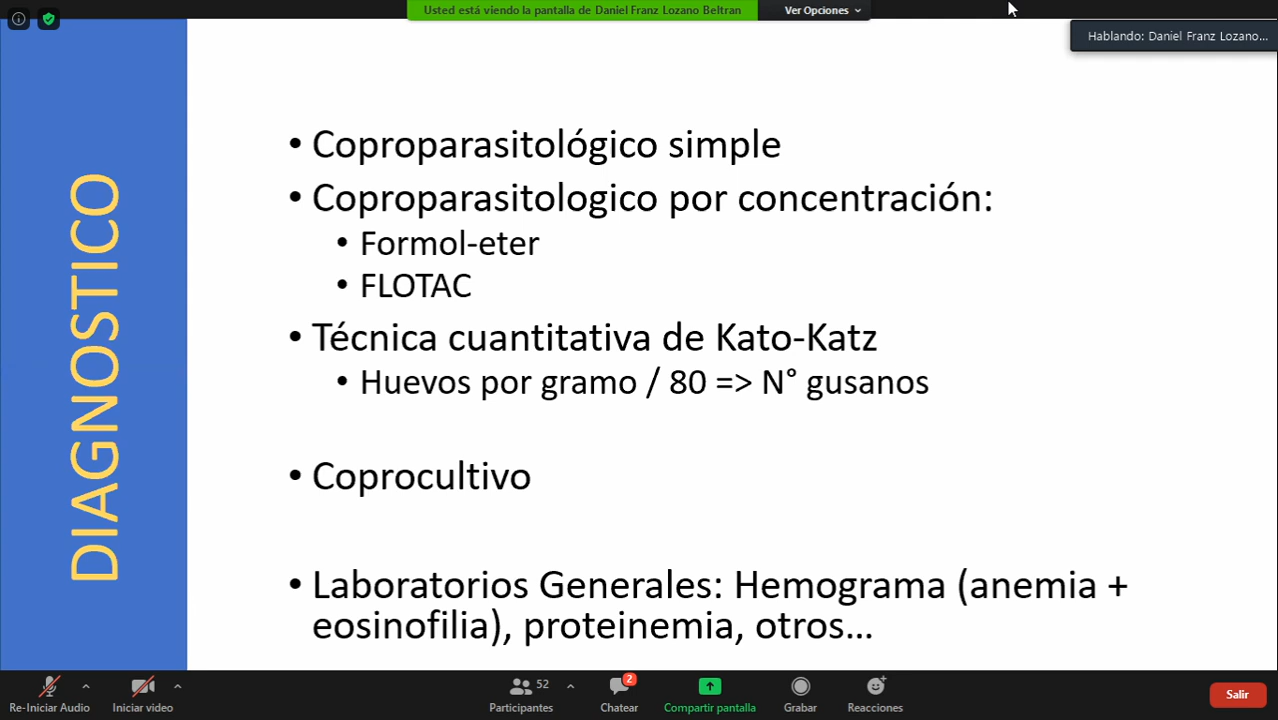 Usted está viendo la pantalla de Daniel Franz Lozano Beltran
Ver Opciones
Hablando: Daniel Franz Lozano...
DIAGNOSTICO
• Coproparasitológico simple
• Coproparasitologico por concentración:
• Formol-eter
• FLOTAC
• Técnica cuantitativa de Kato-Katz
• Huevos por gramo / 80 => N° gusanos
• Coprocultivo
• Laboratorios Generales: Hemograma (anemia +
eosinofilia), proteinemia, otros...
Re-Iniciar Audio
Iniciar video
52
Participantes
2
Chatear
Compartir pantalla
Grabar
Reacciones
Salir